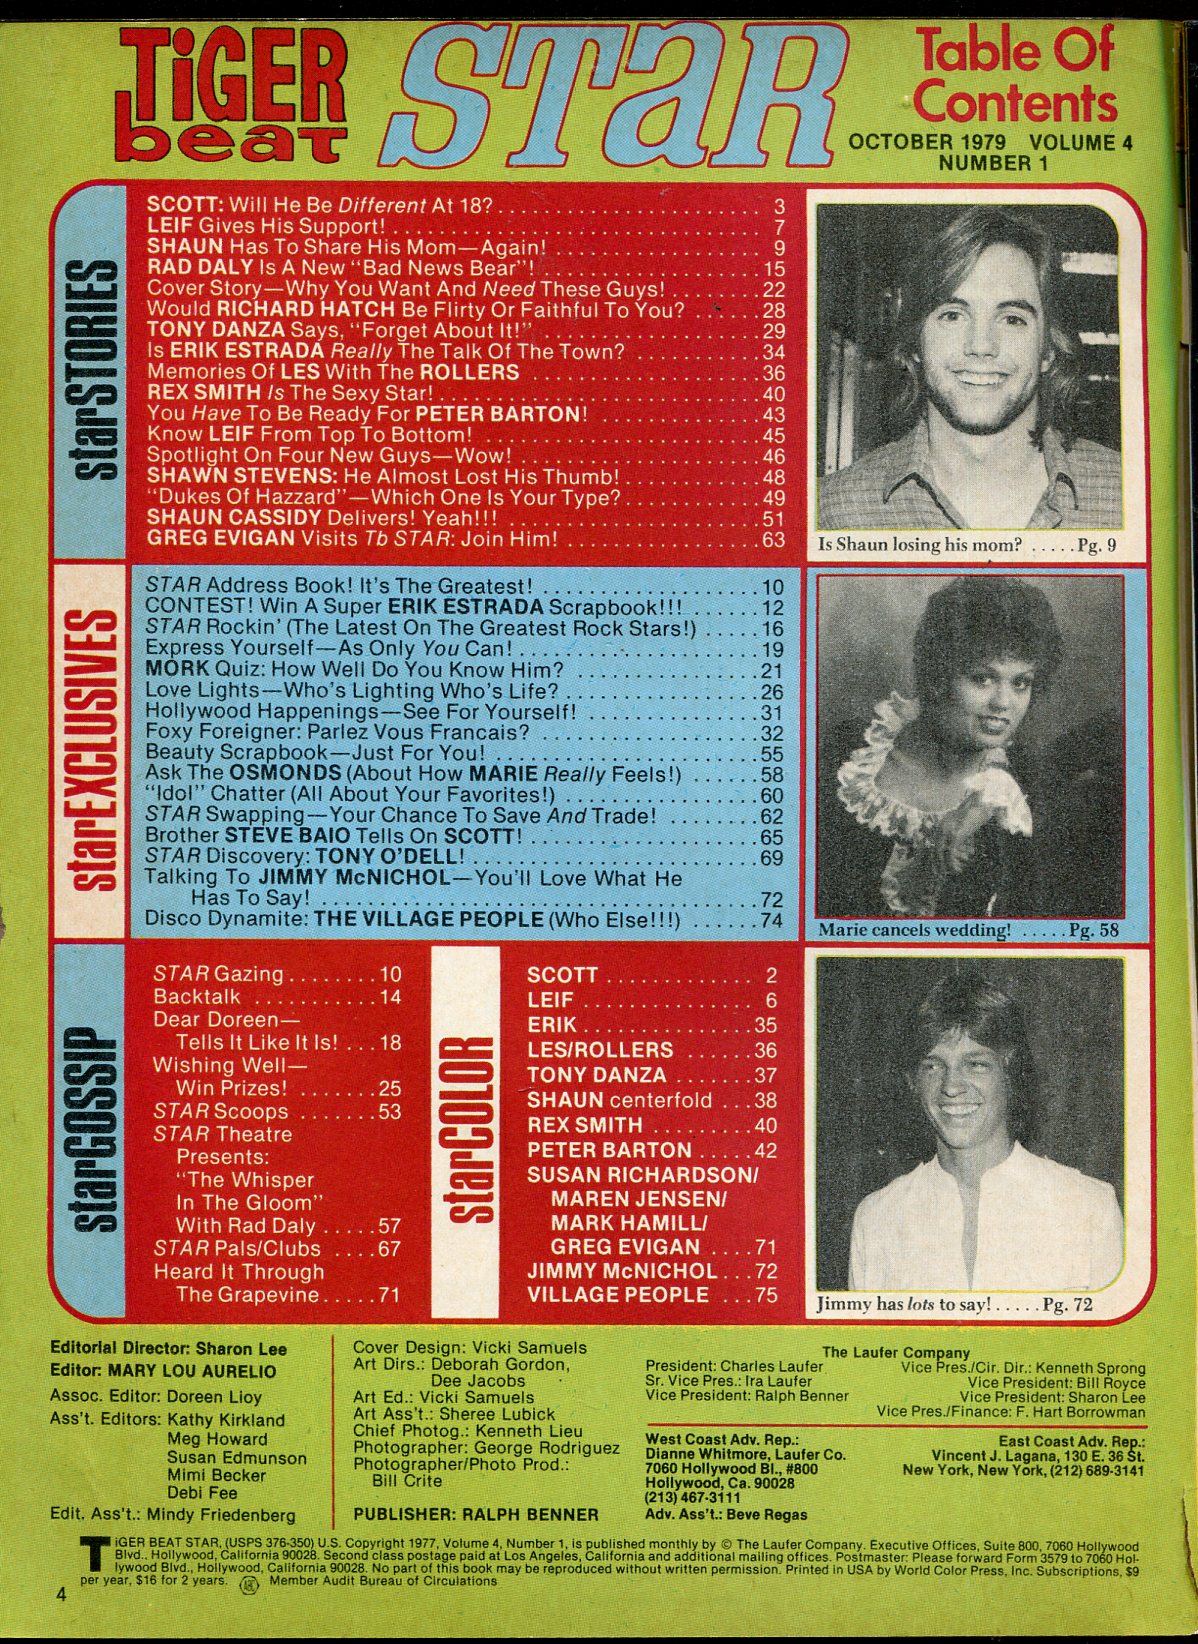 TiGER beat STaR
Table Of
Contents
OCTOBER 1979 VOLUME 4
NUMBER 1
starSTORIES
SCOTT: Will He Be Different At 18? 3
LEIF Gives His Support! 7
SHAUN Has To Share His Mom—Again! 9
RAD DALY Is A New "Bad News Bear"! 15
Cover Story—Why You Want And Need These Guys! 22
Would RICHARD HATCH Be Flirty Or Faithful To You? 28
TONY DANZA Says, "Forget About It!" 29
Is ERIK ESTRADA Really The Talk Of The Town? 34
Memories Of LES With The ROLLERS 36
REX SMITH Is The Sexy Star! 40
You Have To Be Ready For PETER BARTON! 43
Know LEIF From Top To Bottom! 45
Spotlight On Four New Guys—Wow! 46
SHAWN STEVENS: He Almost Lost His Thumb! 48
"Dukes Of Hazzard"—Which One Is Your Type? 49
SHAUN CASSIDY Delivers! Yeah!!! 51
GREG EVIGAN Visits Tb STAR: Join Him! 63
Is Shaun losing his mom? .....Pg. 9
starEXCLUSIVES
STAR Address Book! It's The Greatest! 10
CONTEST! Win A Super ERIK ESTRADA Scrapbook!!! 12
STAR Rockin' (The Latest On The Greatest Rock Stars!) 16
Express Yourself—As Only You Can! 19
MORK Quiz: How Well Do You Know Him? 21
Love Lights—Who's Lighting Who's Life? 26
Hollywood Happenings—See For Yourself! 31
Foxy Foreigner: Parlez Vous Francais? 32
Beauty Scrapbook—Just For You! 55
Ask The OSMONDS (About How MARIE Really Feels!) 58
"Idol" Chatter (All About Your Favorites!) 60
STAR Swapping—Your Chance To Save And Trade! 62
Brother STEVE BAIO Tells On SCOTT! 65
STAR Discovery: TONY O'DELL! 69
Talking To JIMMY McNICHOL—You'll Love What He
Has To Say! 72
Disco Dynamite: THE VILLAGE PEOPLE (Who Else!!!) 74
Marie cancels wedding! .....Pg. 58
starGOSSIP
STAR Gazing 10
Backtalk 14
Dear Doreen—
Tells It Like It Is! 18
Wishing Well—
Win Prizes! 25
STAR Scoops 53
STAR Theatre
Presents:
"The Whisper
In The Gloom"
With Rad Daly 57
STAR Pals/Clubs 67
Heard It Through
The Grapevine 71
starCOLOR
SCOTT 2
LEIF 6
ERIK 35
LES/ROLLERS 36
TONY DANZA 37
SHAUN centerfold 38
REX SMITH 40
PETER BARTON 42
SUSAN RICHARDSON/
MAREN JENSEN/
MARK HAMILL/
GREG EVIGAN 71
JIMMY McNICHOL 72
VILLAGE PEOPLE 75
Jimmy has lots to say! .....Pg. 72
Editorial Director: Sharon Lee
Editor: MARY LOU AURELIO
Assoc. Editor: Doreen Lioy
Ass't. Editors: Kathy Kirkland
Meg Howard
Susan Edmunson
Mimi Becker
Debi Fee
Edit. Ass't.: Mindy Friedenberg
Cover Design: Vicki Samuels
Art Dirs.: Deborah Gordon,
Dee Jacobs
Art Ed.: Vicki Samuels
Art Ass't.: Sheree Lubick
Chief Photog.: Kenneth Lieu
Photographer: George Rodriguez
Photographer/Photo Prod.:
Bill Crite
PUBLISHER: RALPH BENNER
The Laufer Company
President: Charles Laufer
Sr. Vice Pres.: Ira Laufer
Vice President: Ralph Benner
Vice Pres./Cir. Dir.: Kenneth Sprong
Vice President: Bill Royce
Vice President: Sharon Lee
Vice Pres./Finance: F. Hart Borrowman
West Coast Adv. Rep.:
Dianne Whitmore, Laufer Co.
7060 Hollywood Bl., #800
Hollywood, Ca. 90028
(213) 467-3111
Adv. Ass't.: Beve Regas
East Coast Adv. Rep.:
Vincent J. Lagana, 130 E. 36 St.
New York, New York, (212) 689-3141
TiGER BEAT STAR, (USPS 376-350) U.S. Copyright 1977, Volume 4, Number 1, is published monthly by © The Laufer Company. Executive Offices, Suite 800, 7060 Hollywood
Blvd., Hollywood, California 90028. Second class postage paid at Los Angeles, California and additional mailing offices. Postmaster: Please forward Form 3579 to 7060 Hol-
lywood Blvd., Hollywood, California 90028. No part of this book may be reproduced without written permission. Printed in USA by World Color Press, Inc. Subscriptions, $9
per year, $16 for 2 years. Member Audit Bureau of Circulations
4